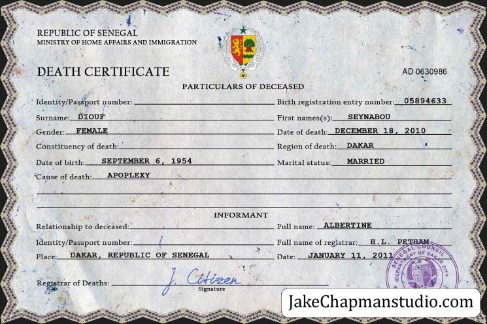 REPUBLIC OF SENEGAL
MINISTRY OF HOME AFFAIRS AND IMMIGRATION
DEATH CERTIFICATE
AD 0630986
PARTICULARS OF DECEASED
Identity/Passport number: Birth registration entry number: 05894633
Surname: DIOUF First names(s): SEYNABOU
Gender: FEMALE Date of death: DECEMBER 18, 2010
Constituency of death: Region of death: DAKAR
Date of birth: SEPTEMBER 6, 1954 Marital status: MARRIED
Cause of death: APOPLEXY
INFORMANT
Relationship to deceased: Full name: ALBERTINE
Identity/Passport number: Full name of registrar: H.L. PETHAM
Place: DAKAR, REPUBLIC OF SENEGAL Date: JANUARY 11, 2011
Registrar of Deaths: J. Citizen
Signature
JakeChapmanstudio.com